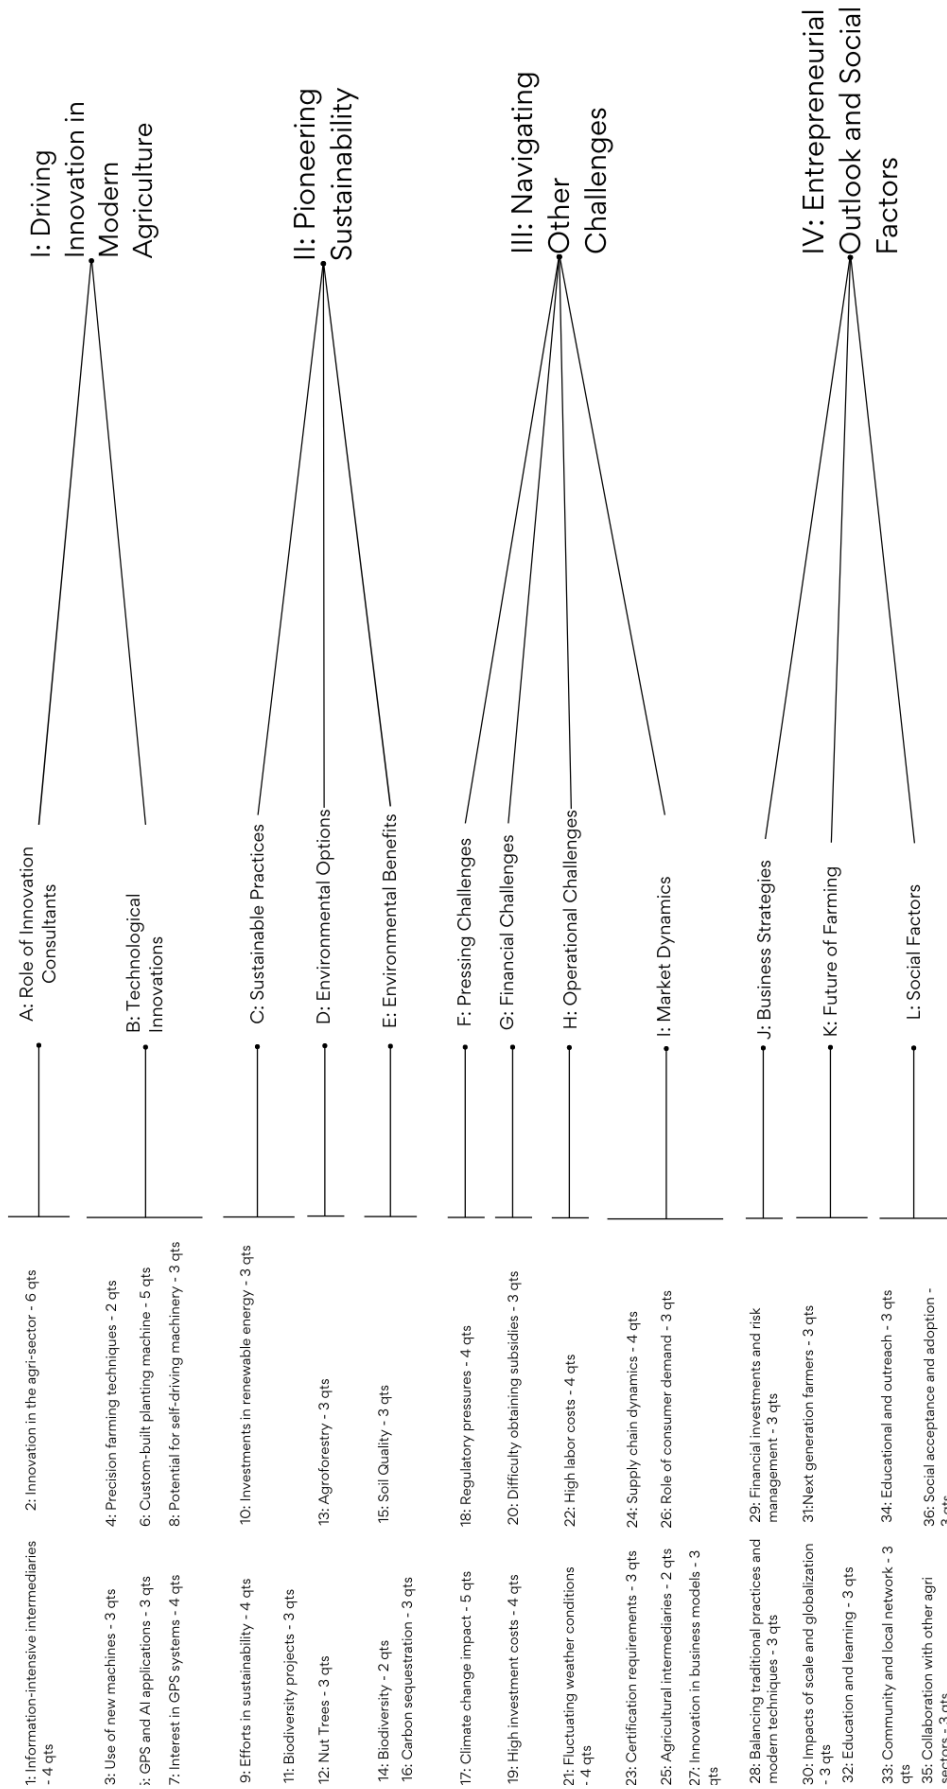 I: Driving
Innovation in
Modern
Agriculture
II: Pioneering
Sustainability
III: Navigating
Other
Challenges
IV: Entrepreneurial
Outlook and Social
Factors
A: Role of Innovation
Consultants
B: Technological
Innovations
C: Sustainable Practices
D: Environmental Options
E: Environmental Benefits
F: Pressing Challenges
G: Financial Challenges
H: Operational Challenges
I: Market Dynamics
J: Business Strategies
K: Future of Farming
L: Social Factors
1: Information-intensive intermediaries
- 4 qts
2: Innovation in the agri-sector - 6 qts
3: Use of new machines - 3 qts
4: Precision farming techniques - 2 qts
5: GPS and AI applications - 3 qts
6: Custom-built planting machine - 5 qts
7: Interest in GPS systems - 4 qts
8: Potential for self-driving machinery - 3 qts
9: Efforts in sustainability - 4 qts
10: Investments in renewable energy - 3 qts
11: Biodiversity projects - 3 qts
12: Nut Trees - 3 qts
13: Agroforestry - 3 qts
14: Biodiversity - 2 qts
15: Soil Quality - 3 qts
16: Carbon sequestration - 3 qts
17: Climate change impact - 5 qts
18: Regulatory pressures - 4 qts
19: High investment costs - 4 qts
20: Difficulty obtaining subsidies - 3 qts
21: Fluctuating weather conditions
- 4 qts
22: High labor costs - 4 qts
23: Certification requirements - 3 qts
24: Supply chain dynamics - 4 qts
25: Agricultural intermediaries - 2 qts
26: Role of consumer demand - 3 qts
27: Innovation in business models - 3
qts
28: Balancing traditional practices and
modern techniques - 3 qts
29: Financial investments and risk
management - 3 qts
30: Impacts of scale and globalization
- 3 qts
31:Next generation farmers - 3 qts
32: Education and learning - 3 qts
33: Community and local network - 3
qts
34: Educational and outreach - 3 qts
35: Collaboration with other agri
sectors - 3 qts
36: Social acceptance and adoption -
3 qts